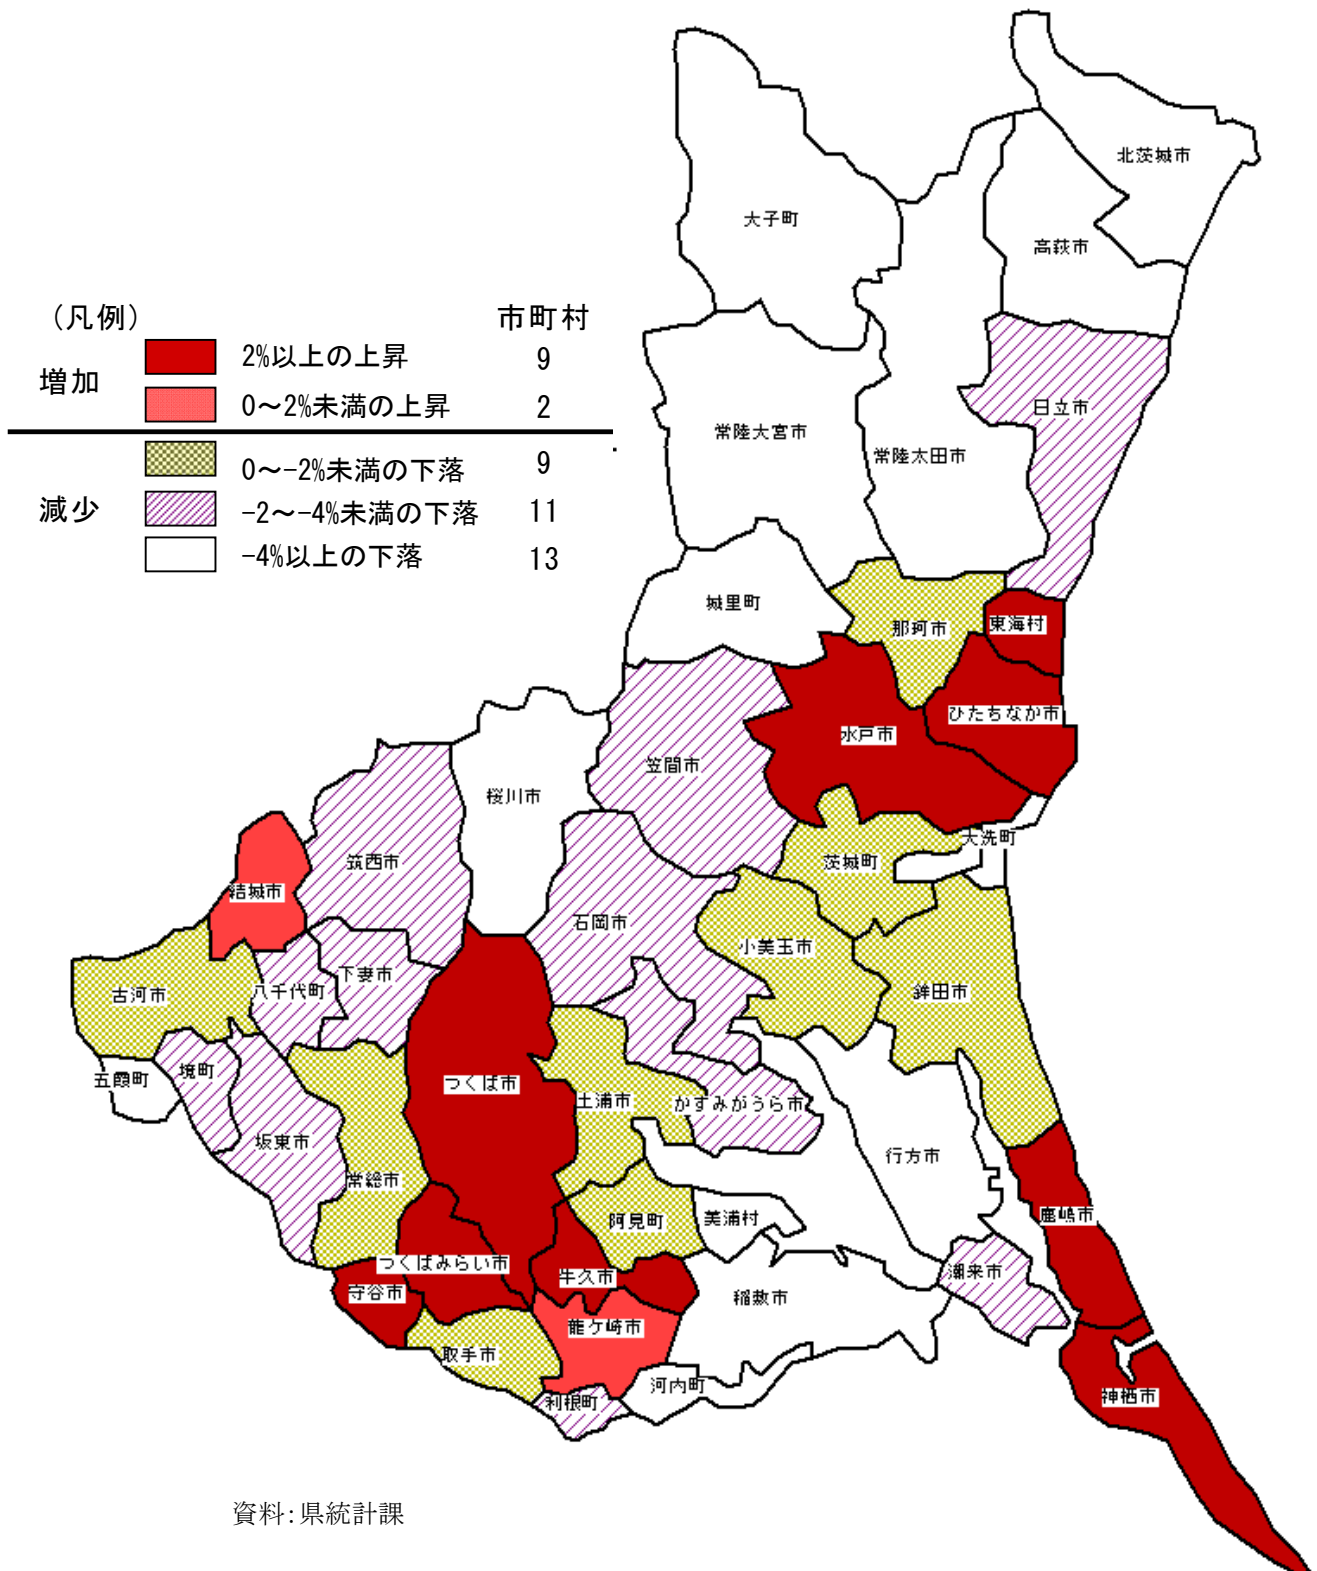 (凡例) 市町村
増加
2%以上の上昇 9
0～2%未満の上昇 2
減少
0～-2%未満の下落 9
-2～-4%未満の下落 11
-4%以上の下落 13
北茨城市
大子町
高萩市
日立市
常陸大宮市
常陸太田市
城里町
那珂市
東海村
ひたちなか市
水戸市
笠間市
桜川市
大洗町
茨城町
筑西市
結城市
石岡市
小美玉市
下妻市
八千代町
古河市
鉾田市
五霞町
境町
つくば市
土浦市
かすみがうら市
坂東市
行方市
常総市
阿見町
美浦村
鹿嶋市
つくばみらい市
牛久市
潮来市
守谷市
稲敷市
龍ケ崎市
取手市
河内町
利根町
神栖市
資料:県統計課